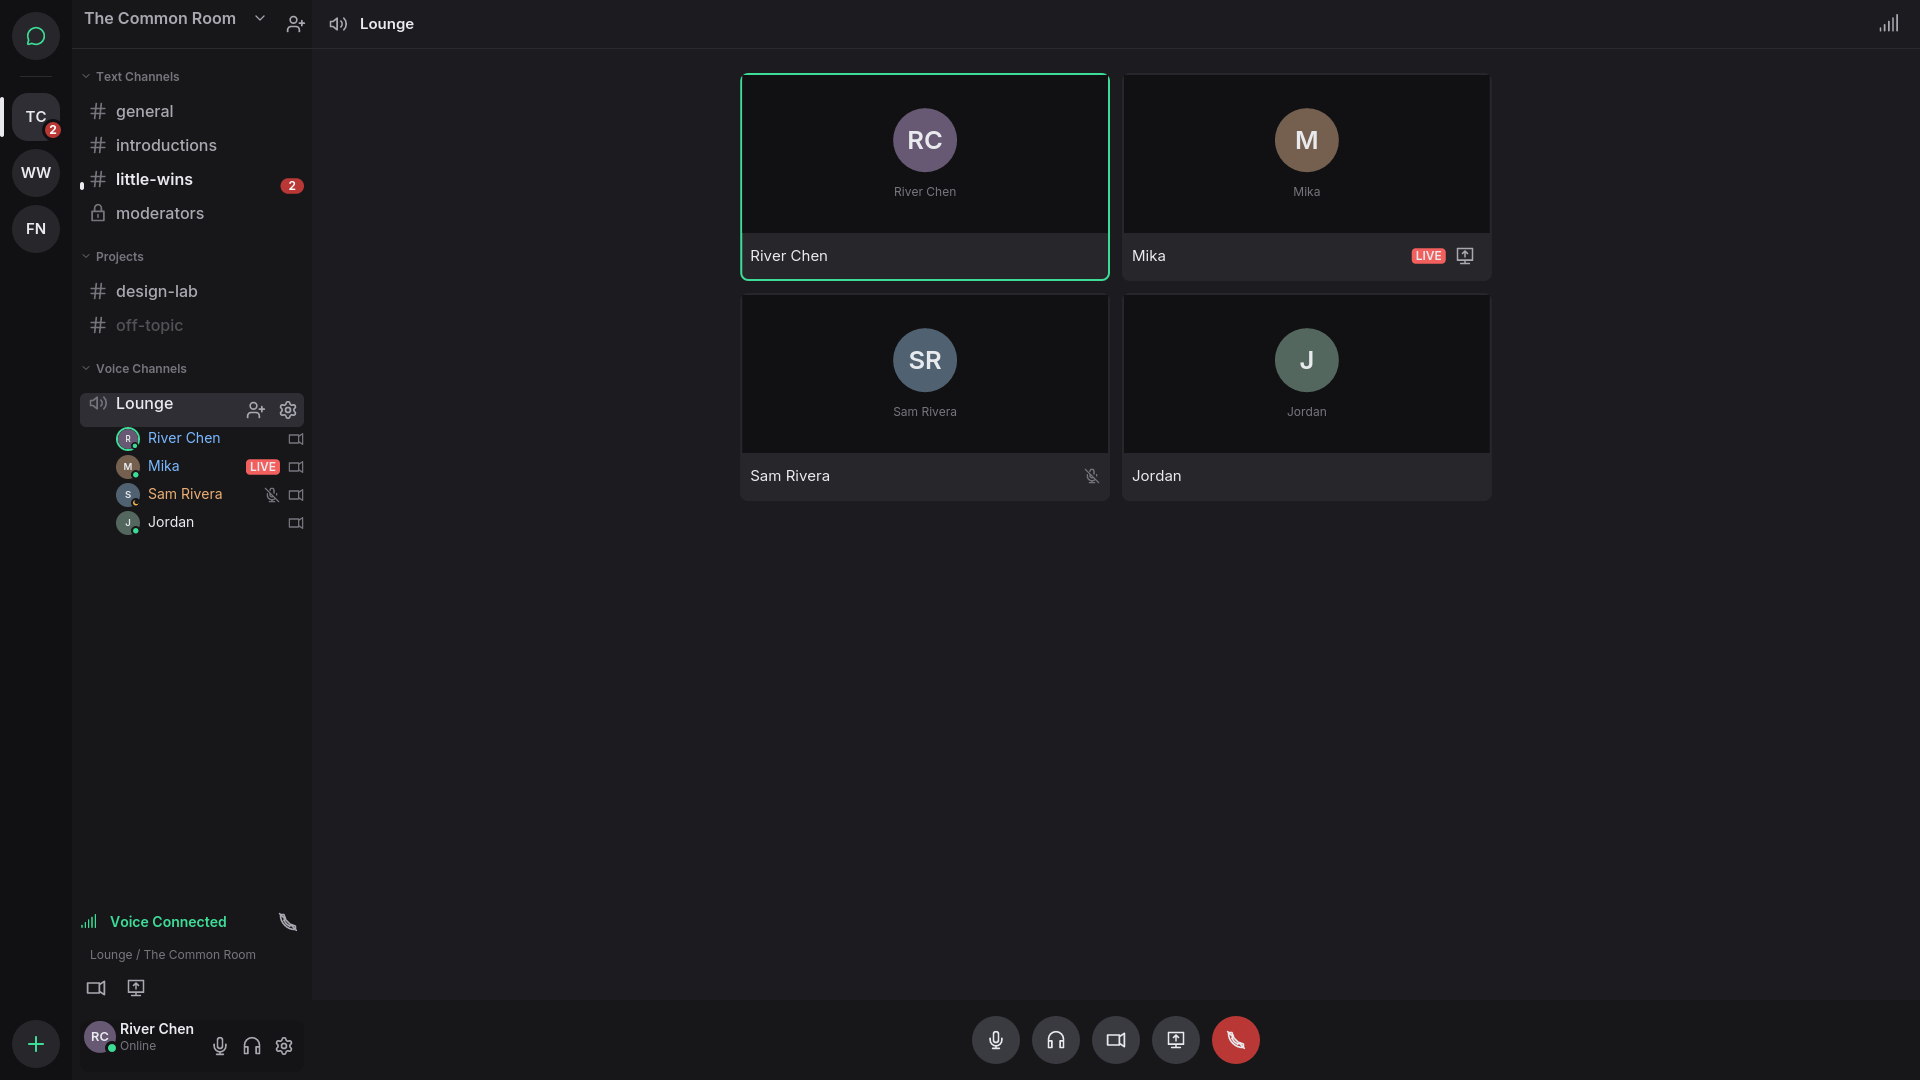 TC
2
WW
FN
The Common Room
Text Channels
general
introductions
little-wins
2
moderators
Projects
design-lab
off-topic
Voice Channels
Lounge
R
River Chen
M
Mika
LIVE
S
Sam Rivera
J
Jordan
Voice Connected
Lounge / The Common Room
RC
River Chen
Online
Lounge
RC
River Chen
River Chen
M
Mika
Mika
LIVE
SR
Sam Rivera
Sam Rivera
J
Jordan
Jordan